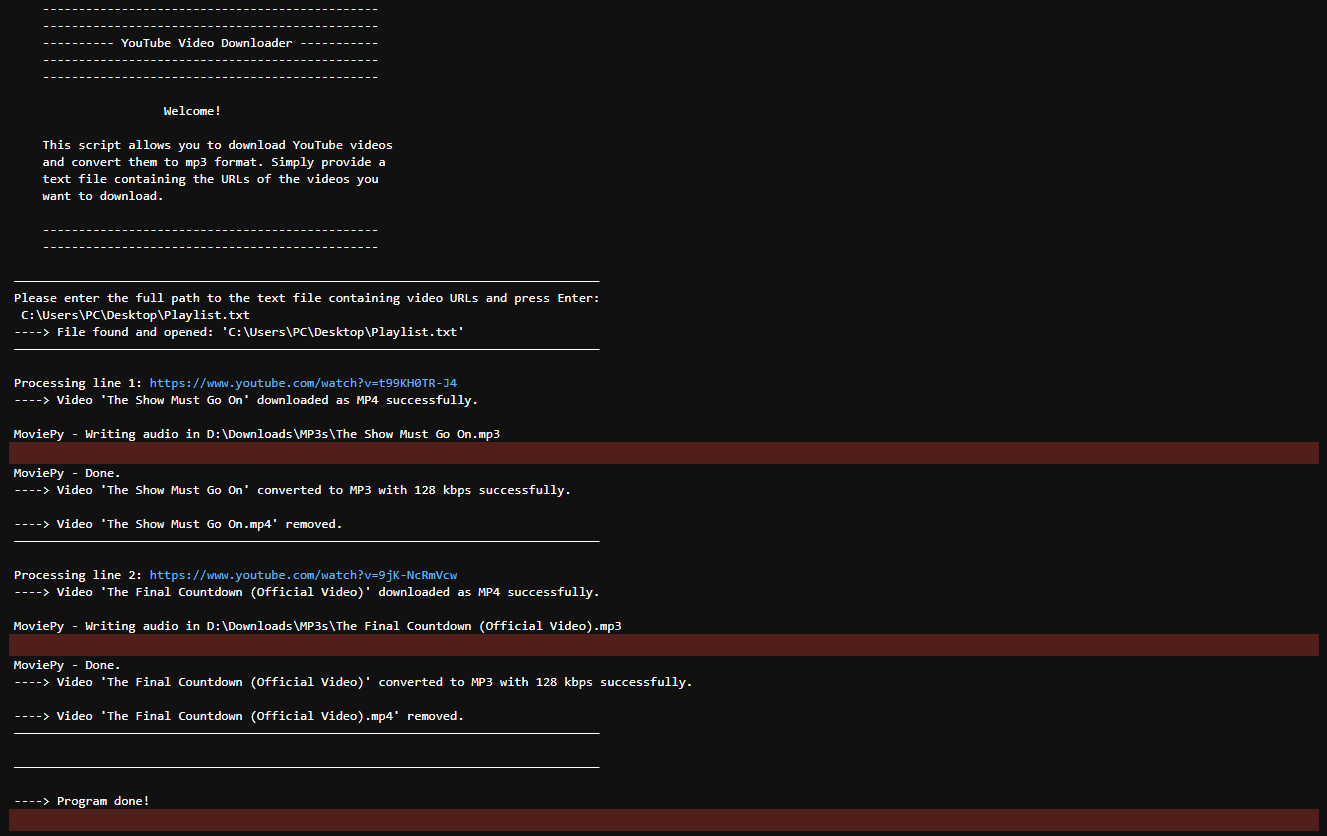 -----------------------------------------------
-----------------------------------------------
---------- YouTube Video Downloader -----------
-----------------------------------------------
-----------------------------------------------
Welcome!
This script allows you to download YouTube videos
and convert them to mp3 format. Simply provide a
text file containing the URLs of the videos you
want to download.
-----------------------------------------------
-----------------------------------------------
__________________________________________________________________________________
Please enter the full path to the text file containing video URLs and press Enter:
C:\Users\PC\Desktop\Playlist.txt
----> File found and opened: 'C:\Users\PC\Desktop\Playlist.txt'
__________________________________________________________________________________
Processing line 1: https://www.youtube.com/watch?v=t99KH0TR-J4
----> Video 'The Show Must Go On' downloaded as MP4 successfully.
MoviePy - Writing audio in D:\Downloads\MP3s\The Show Must Go On.mp3
MoviePy - Done.
----> Video 'The Show Must Go On' converted to MP3 with 128 kbps successfully.
----> Video 'The Show Must Go On.mp4' removed.
__________________________________________________________________________________
Processing line 2: https://www.youtube.com/watch?v=9jK-NcRmVcw
----> Video 'The Final Countdown (Official Video)' downloaded as MP4 successfully.
MoviePy - Writing audio in D:\Downloads\MP3s\The Final Countdown (Official Video).mp3
MoviePy - Done.
----> Video 'The Final Countdown (Official Video)' converted to MP3 with 128 kbps successfully.
----> Video 'The Final Countdown (Official Video).mp4' removed.
__________________________________________________________________________________
__________________________________________________________________________________
----> Program done!